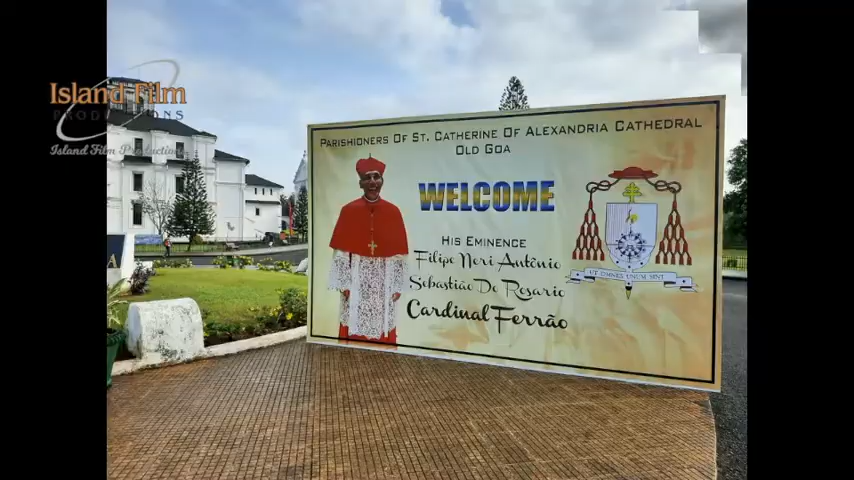 Island Film
PRODUCTIONS
Island Film Productions
PARISHIONERS OF ST. CATHERINE OF ALEXANDRIA CATHEDRAL
OLD GOA
WELCOME
HIS EMINENCE
Filipe Neri Antônio
Sebastião Do Rosario
Cardinal Ferrão
UT OMNES UNUM SINT